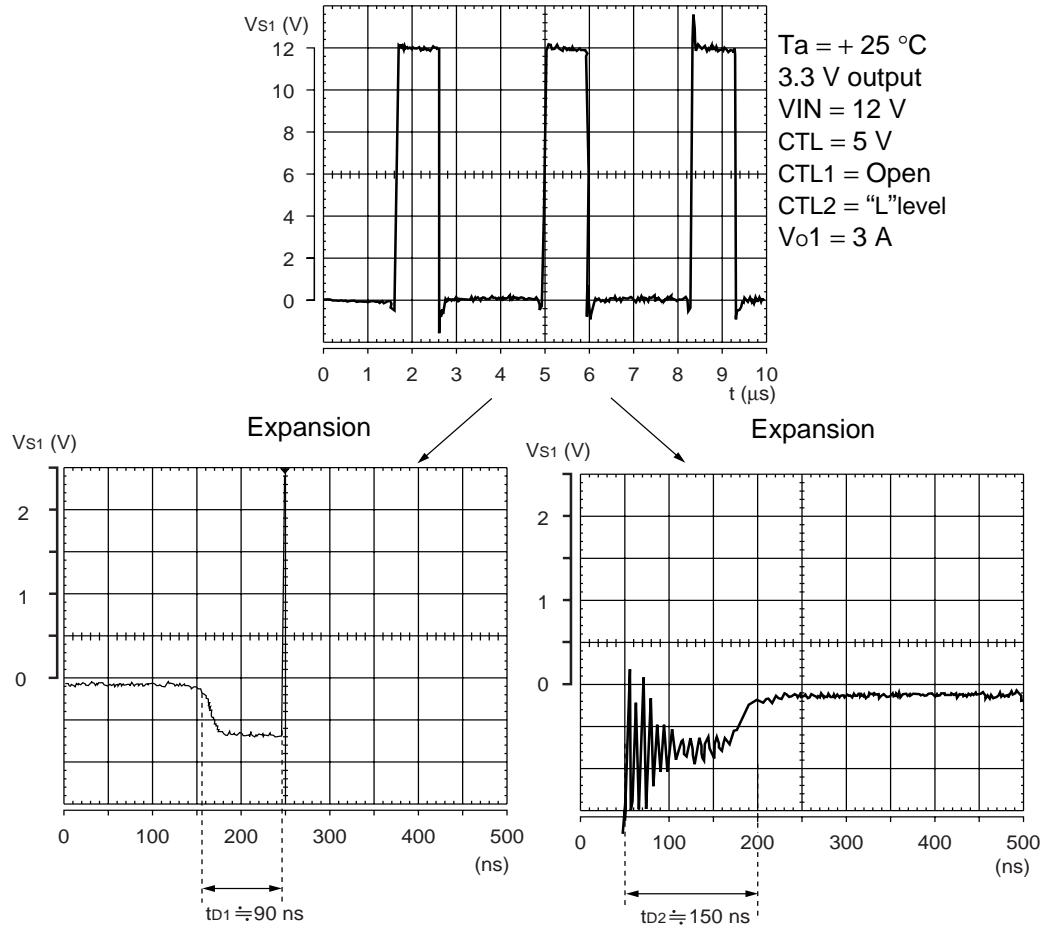 VS1 (V)
12
10
8
6
4
2
0
0 1 2 3 4 5 6 7 8 9 10
t (μs)
Ta = + 25 °C
3.3 V output
VIN = 12 V
CTL = 5 V
CTL1 = Open
CTL2 = “L”level
VO1 = 3 A
Expansion
Expansion
VS1 (V)
2
1
0
0 100 200 300 400 500
(ns)
tD1≒90 ns
VS1 (V)
2
1
0
0 100 200 300 400 500
(ns)
tD2≒150 ns